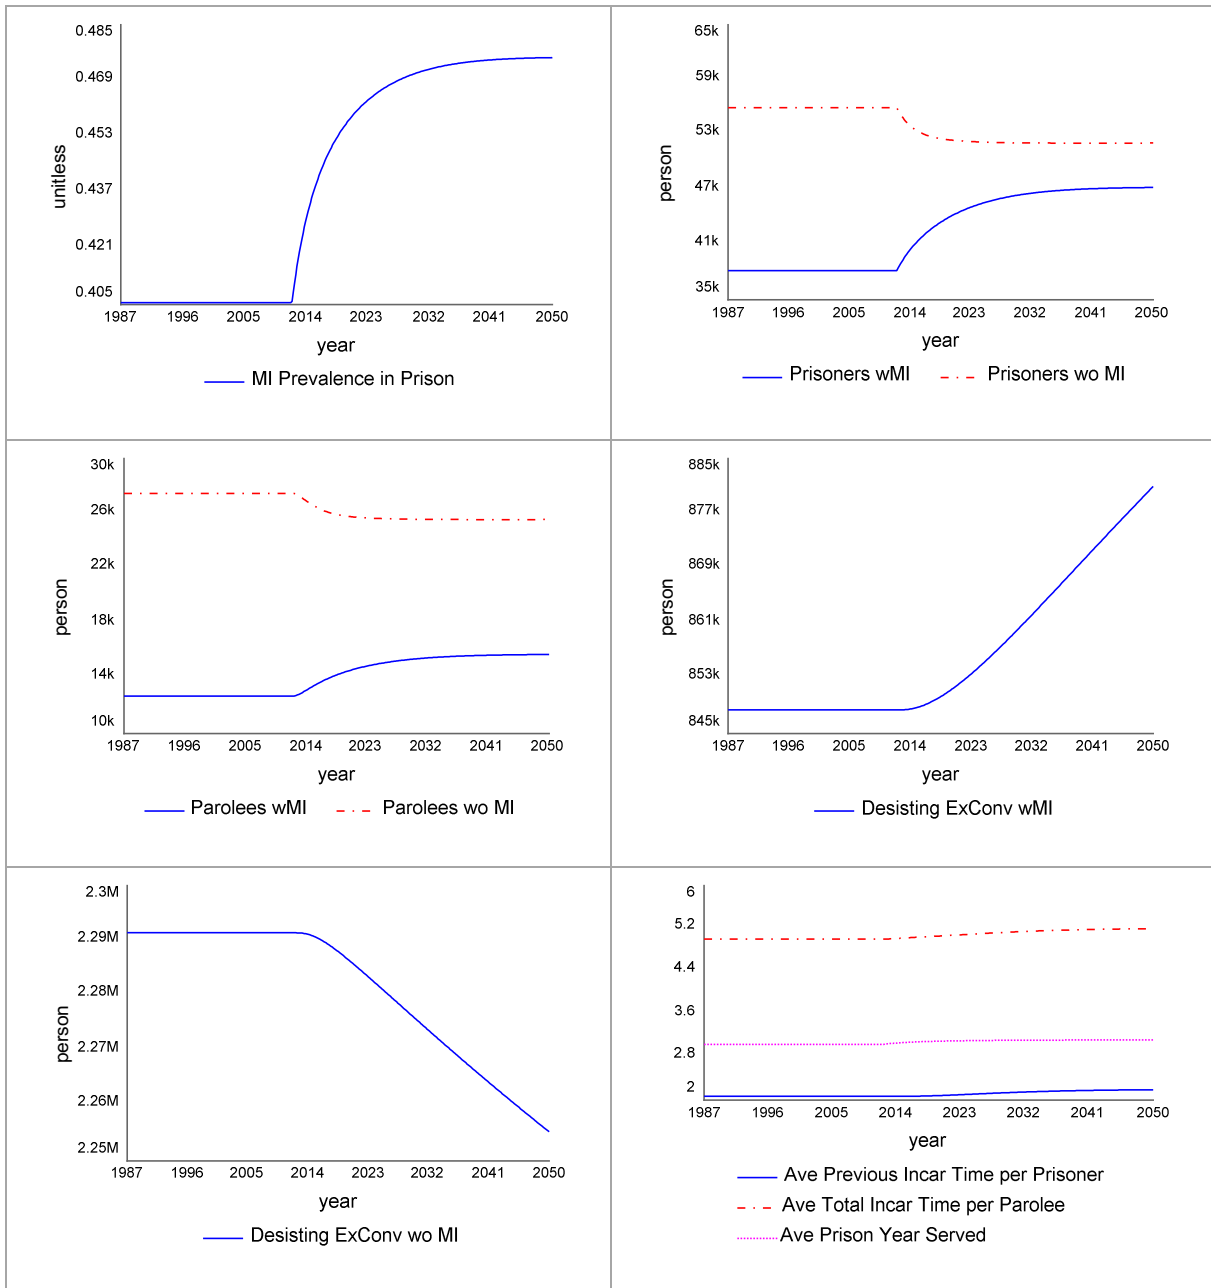 0.485
0.469
0.453
0.437
0.421
0.405
unitless
1987 1996 2005 2014 2023 2032 2041 2050
year
MI Prevalence in Prison
65k
59k
53k
47k
41k
35k
person
1987 1996 2005 2014 2023 2032 2041 2050
year
Prisoners wMI Prisoners wo MI
30k
26k
22k
18k
14k
10k
person
1987 1996 2005 2014 2023 2032 2041 2050
year
Parolees wMI Parolees wo MI
885k
877k
869k
861k
853k
845k
person
1987 1996 2005 2014 2023 2032 2041 2050
year
Desisting ExConv wMI
2.3M
2.29M
2.28M
2.27M
2.26M
2.25M
person
1987 1996 2005 2014 2023 2032 2041 2050
year
Desisting ExConv wo MI
6
5.2
4.4
3.6
2.8
2
1987 1996 2005 2014 2023 2032 2041 2050
year
Ave Previous Incar Time per Prisoner
Ave Total Incar Time per Parolee
Ave Prison Year Served